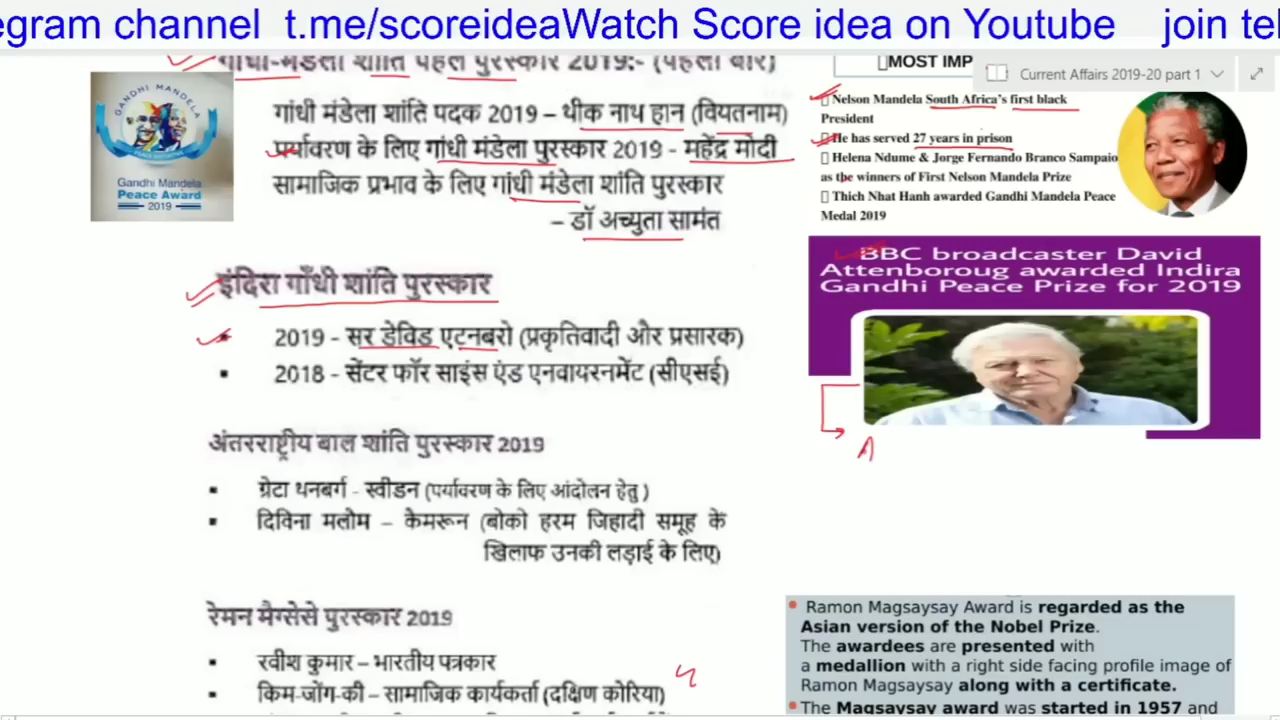 egram channel t.me/scoreideaWatch Score idea on Youtube join tel
गाँधी-मंडेला शांति पहल पुरस्कार 2019:- (पहली बार)
गांधी मंडेला शांति पदक 2019 – थीक नाथ हान (वियतनाम)
पर्यावरण के लिए गांधी मंडेला पुरस्कार 2019 - महेंद्र मोदी
सामाजिक प्रभाव के लिए गांधी मंडेला शांति पुरस्कार
– डॉ अच्युता सामंत
GANDHI MANDELA
Gandhi Mandela
Peace Award
2019
इंदिरा गाँधी शांति पुरस्कार
2019 - सर डेविड एटनबरो (प्रकृतिवादी और प्रसारक)
▪ 2018 - सेंटर फॉर साइंस एंड एनवायरनमेंट (सीएसई)
अंतरराष्ट्रीय बाल शांति पुरस्कार 2019
▪ ग्रेटा थनबर्ग - स्वीडन (पर्यावरण के लिए आंदोलन हेतु )
▪ दिविना मलोम – कैमरून (बोको हरम जिहादी समूह के
खिलाफ उनकी लड़ाई के लिए)
रेमन मैग्सेसे पुरस्कार 2019
▪ रवीश कुमार – भारतीय पत्रकार
▪ किम-जोंग-की – सामाजिक कार्यकर्ता (दक्षिण कोरिया)
MOST IMP
Current Affairs 2019-20 part 1
Nelson Mandela South Africa's first black
President
He has served 27 years in prison
Helena Ndume & Jorge Fernando Branco Sampaio
as the winners of First Nelson Mandela Prize
Thich Nhat Hanh awarded Gandhi Mandela Peace
Medal 2019
BBC broadcaster David
Attenboroug awarded Indira
Gandhi Peace Prize for 2019
A
• Ramon Magsaysay Award is regarded as the
Asian version of the Nobel Prize.
The awardees are presented with
a medallion with a right side facing profile image of
Ramon Magsaysay along with a certificate.
• The Magsaysay award was started in 1957 and